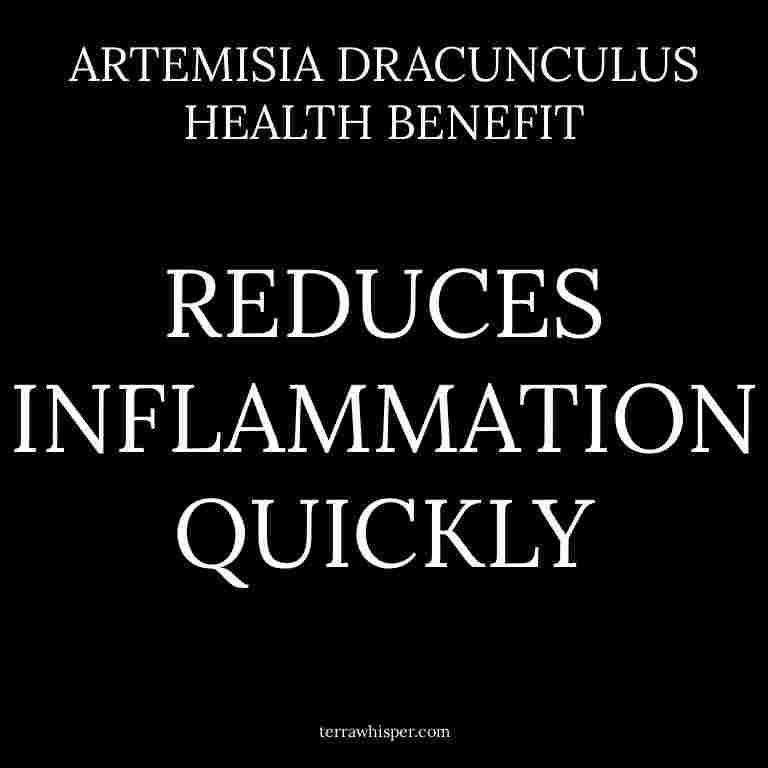 ARTEMISIA DRACUNCULUS
HEALTH BENEFIT
REDUCES
INFLAMMATION
QUICKLY
terrawhisper.com